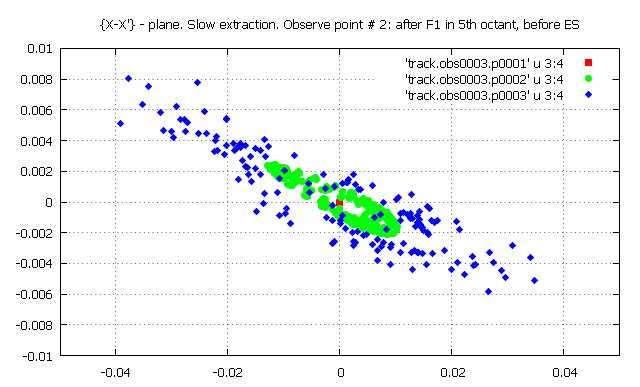 {X-X'} - plane. Slow extraction. Observe point # 2: after F1 in 5th octant, before ES
0.01
'track.obs0003.p0001' u 3:4
0.008
'track.obs0003.p0002' u 3:4
'track.obs0003.p0003' u 3:4
0.006
0.004
0.002
0
-0.002
-0.004
-0.006
-0.008
-0.01
-0.04 -0.02 0 0.02 0.04